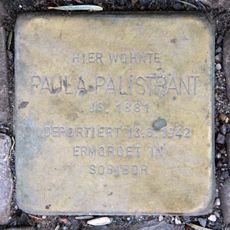 HIER WOHNTE
PAULA PALISTRANT
JG. 1881
DEPORTIERT 13.6.1942
ERMORDET IN
SOBIBOR